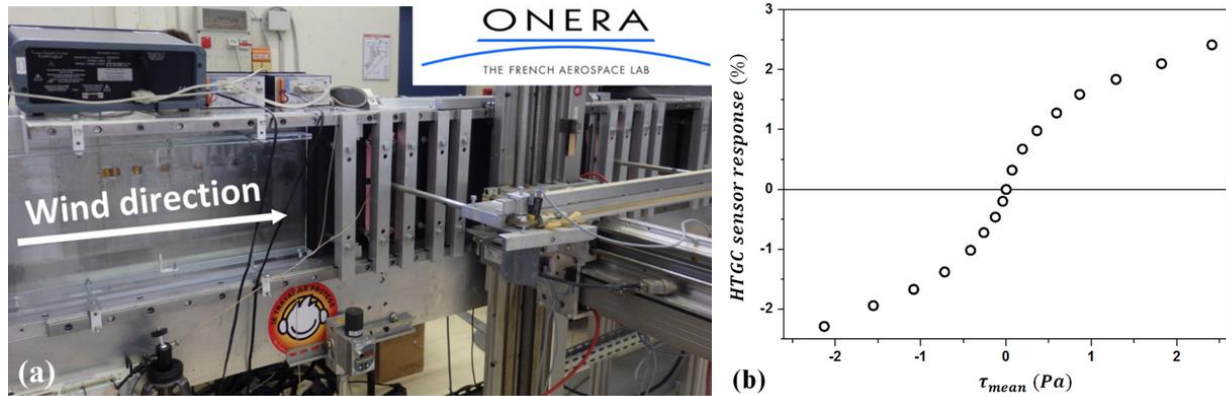 ONERA
THE FRENCH AEROSPACE LAB
Wind direction
(a)
3
2
1
0
-1
-2
HTGC sensor response (%)
-2
-1
0
1
2
τ_mean (Pa)
(b)